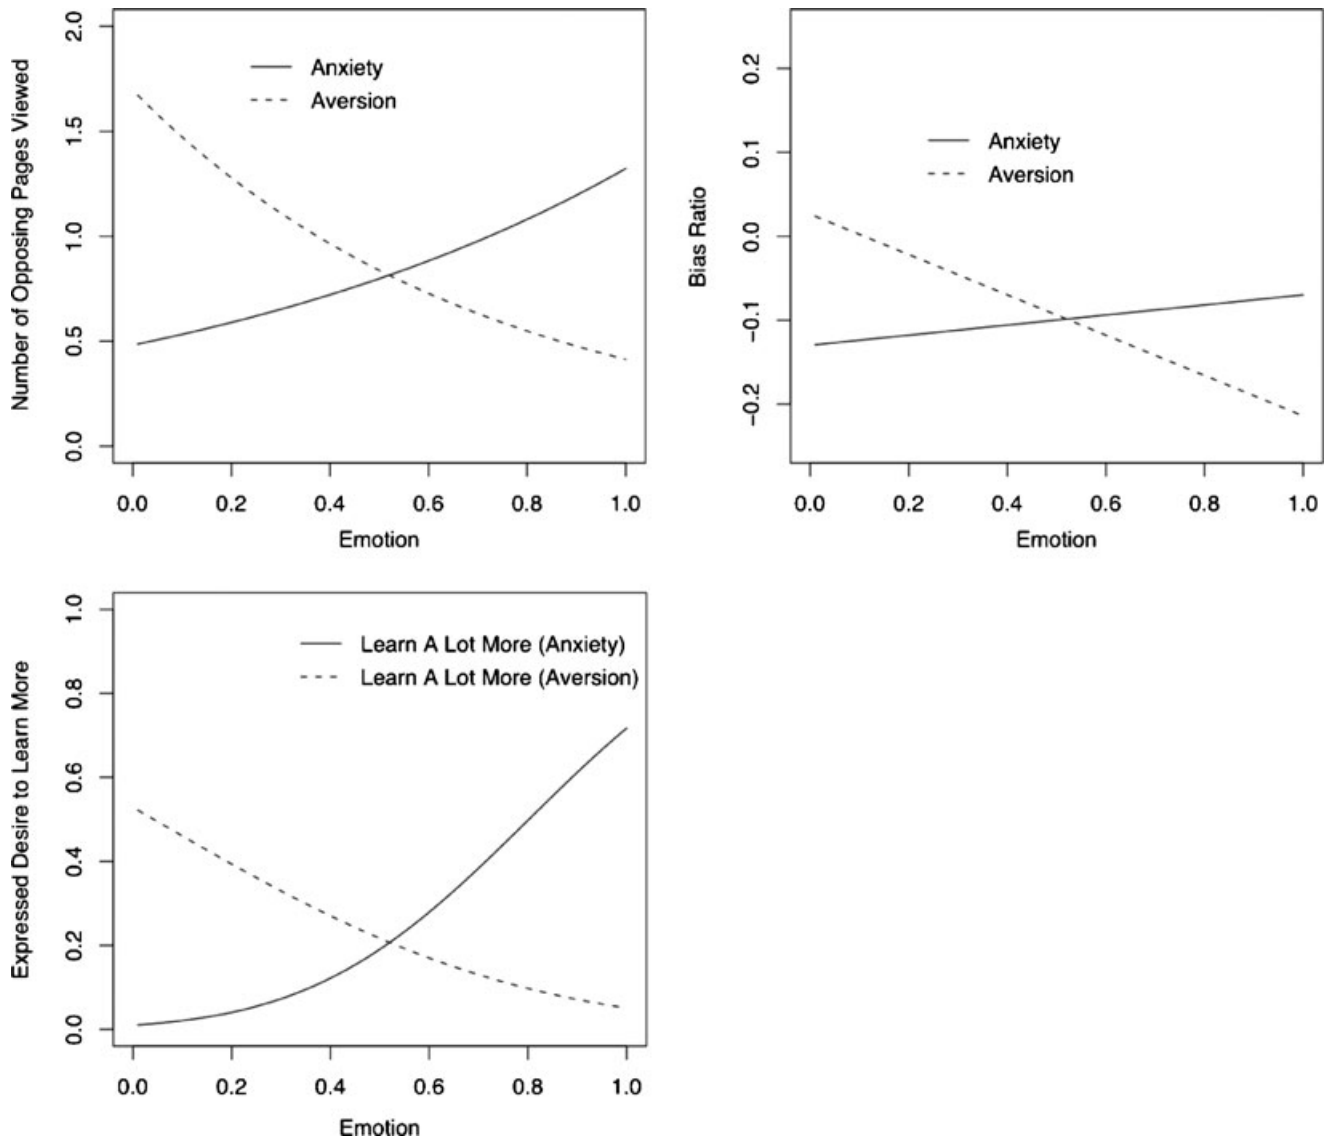 Number of Opposing Pages Viewed
2.0
1.5
1.0
0.5
0.0
Anxiety
Aversion
0.0 0.2 0.4 0.6 0.8 1.0
Emotion
Bias Ratio
0.2
0.1
0.0
−0.1
−0.2
Anxiety
Aversion
0.0 0.2 0.4 0.6 0.8 1.0
Emotion
Expressed Desire to Learn More
1.0
0.8
0.6
0.4
0.2
0.0
Learn A Lot More (Anxiety)
Learn A Lot More (Aversion)
0.0 0.2 0.4 0.6 0.8 1.0
Emotion